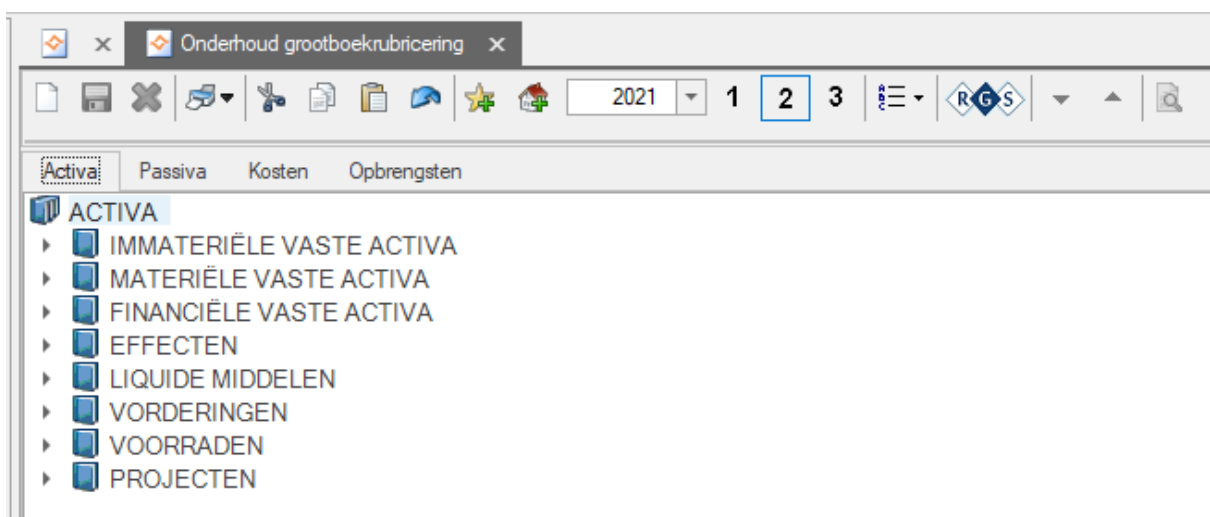 Onderhoud grootboekrubricering
2021 1 2 3 RGS
Activa Passiva Kosten Opbrengsten
ACTIVA
IMMATERIËLE VASTE ACTIVA
MATERIËLE VASTE ACTIVA
FINANCIËLE VASTE ACTIVA
EFFECTEN
LIQUIDE MIDDELEN
VORDERINGEN
VOORRADEN
PROJECTEN